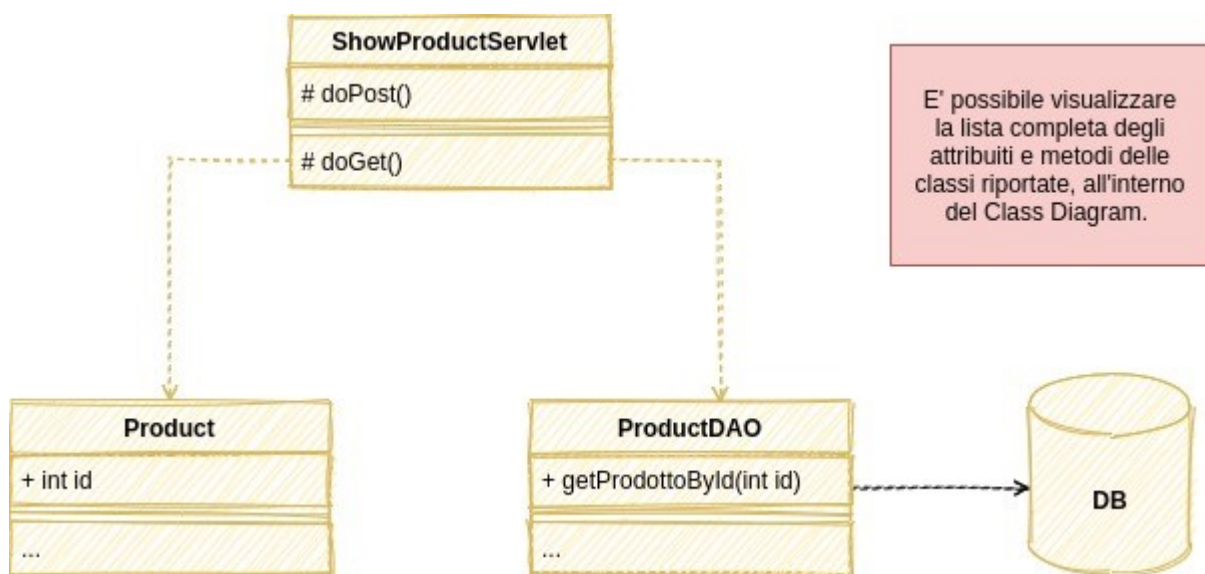 ShowProductServlet
# doPost()
# doGet()
E' possibile visualizzare
la lista completa degli
attribuiti e metodi delle
classi riportate, all'interno
del Class Diagram.
Product
+ int id
...
ProductDAO
+ getProdottoById(int id)
...
DB